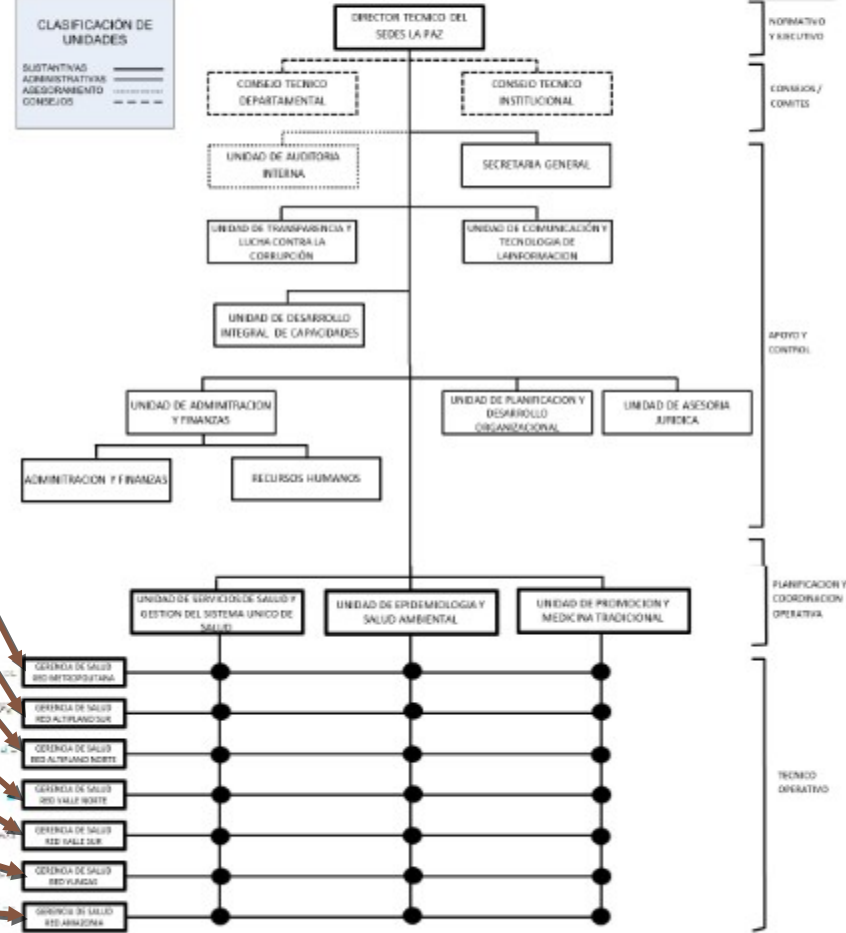 CLASIFICACIÓN DE
UNIDADES
SUSTANTIVAS
ADMINISTRATIVAS
ASESORAMIENTO
CONSEJOS
DIRECTOR TECNICO DEL
SEDES LA PAZ
NORMATIVO
Y EJECUTIVO
CONSEJO TECNICO
DEPARTAMENTAL
CONSEJO TECNICO
INSTITUCIONAL
CONSEJOS /
COMITES
UNIDAD DE AUDITORIA
INTERNA
SECRETARIA GENERAL
UNIDAD DE TRANSPARENCIA Y
LUCHA CONTRA LA
CORRUPCIÓN
UNIDAD DE COMUNICACIÓN Y
TECNOLOGIA DE
LAINFORMACION
UNIDAD DE DESARROLLO
INTEGRAL DE CAPACIDADES
APOYO Y
CONTROL
UNIDAD DE ADMIMITRACION
Y FINANZAS
UNIDAD DE PLANIFICACION Y
DESARROLLO
ORGANIZACIONAL
UNIDAD DE ASESORIA
JURIDICA
ADMINITRACION Y FINANZAS
RECURSOS HUMANOS
UNIDAD DE SERVICIOS DE SALUD Y
GESTION DEL SISTEMA UNICO DE
SALUD
UNIDAD DE EPIDEMIOLOGIA Y
SALUD AMBIENTAL
UNIDAD DE PROMOCION Y
MEDICINA TRADICIONAL
PLANIFICACION Y
COORDINACION
OPERATIVA
GERENCIA DE SALUD
RED METROPOLITANA
GERENCIA DE SALUD
RED ALTIPLANO SUR
GERENCIA DE SALUD
RED ALTIPLANO NORTE
GERENCIA DE SALUD
RED VALLE NORTE
GERENCIA DE SALUD
RED VALLE SUR
GERENCIA DE SALUD
RED YUNGAS
GERENCIA DE SALUD
RED AMAZONIA
TECNICO
OPERATIVO